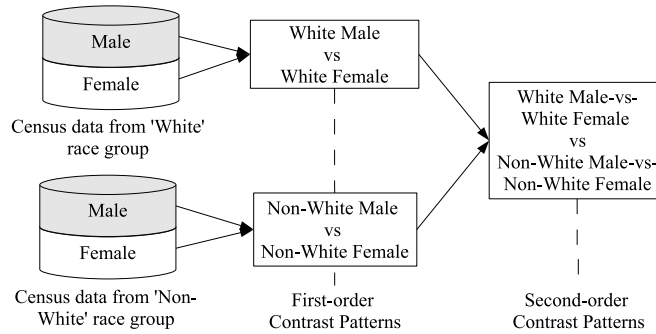 Male
Female
Census data from 'White'
race group
White Male
vs
White Female
White Male-vs-
White Female
vs
Non-White Male-vs-
Non-White Female
Male
Female
Census data from 'Non-
White' race group
Non-White Male
vs
Non-White Female
First-order
Contrast Patterns
Second-order
Contrast Patterns